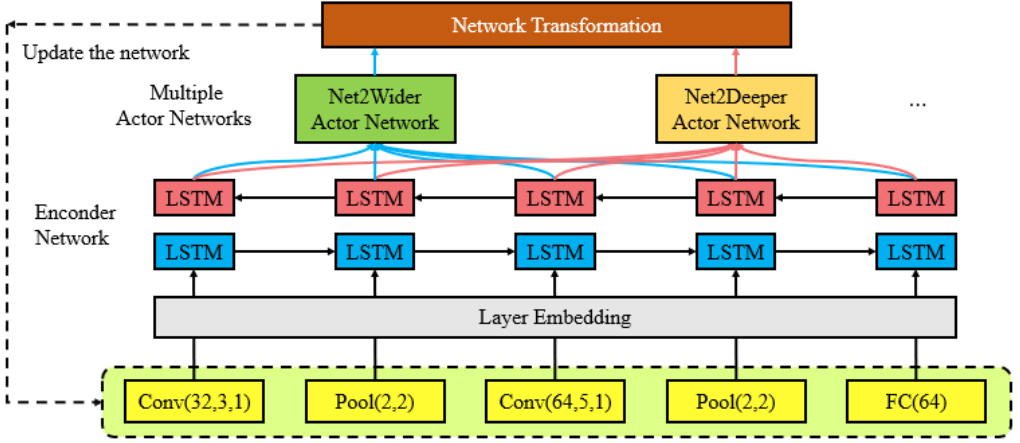 Network Transformation
Update the network
Multiple
Actor Networks
Net2Wider
Actor Network
Net2Deeper
Actor Network
...
Enconder
Network
LSTM LSTM LSTM LSTM LSTM
LSTM LSTM LSTM LSTM LSTM
Layer Embedding
Conv(32,3,1) Pool(2,2) Conv(64,5,1) Pool(2,2) FC(64)